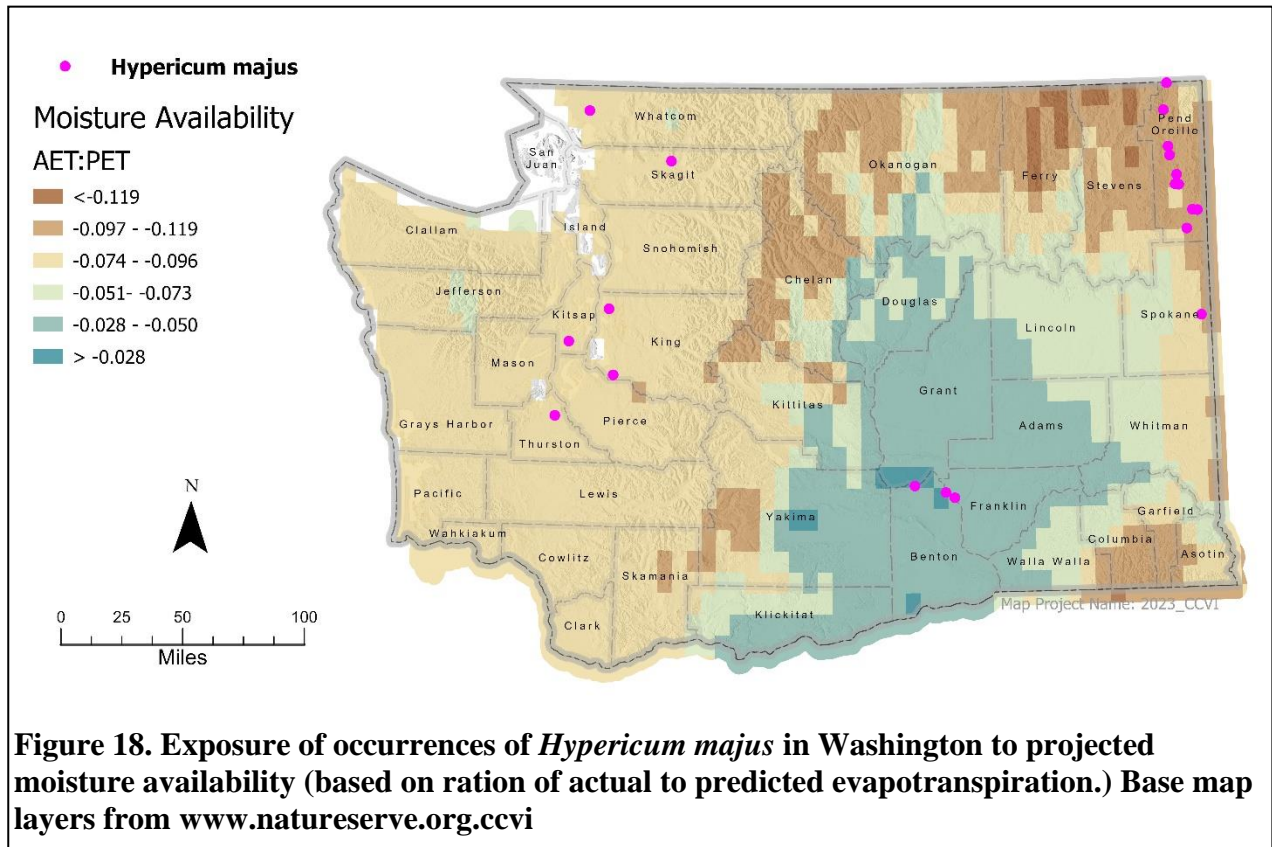 Hypericum majus
Moisture Availability
AET:PET
<-0.119
-0.097 - -0.119
-0.074 - -0.096
-0.051- -0.073
-0.028 - -0.050
> -0.028
N
0 25 50 100
Miles
Whatcom
San
Juan
Skagit
Okanogan
Ferry
Stevens
Pend
Oreille
Clallam
Island
Snohomish
Chelan
Jefferson
Kitsap
Douglas
Lincoln
Spokane
King
Mason
Grant
Kittitas
Grays Harbor
Thurston
Pierce
Adams
Whitman
Pacific
Lewis
Yakima
Franklin
Garfield
Wahkiakum
Cowlitz
Skamania
Benton
Walla Walla
Columbia
Asotin
Klickitat
Clark
Map Project Name: 2023_CCVI
Figure 18. Exposure of occurrences of Hypericum majus in Washington to projected
moisture availability (based on ration of actual to predicted evapotranspiration.) Base map
layers from www.natureserve.org.ccvi